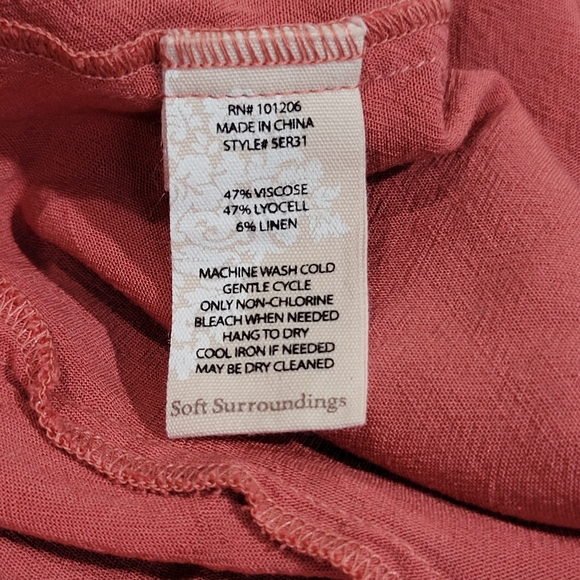 RN# 101206
MADE IN CHINA
STYLE# 5ER31
47% VISCOSE
47% LYOCELL
6% LINEN
MACHINE WASH COLD
GENTLE CYCLE
ONLY NON-CHLORINE
BLEACH WHEN NEEDED
HANG TO DRY
COOL IRON IF NEEDED
MAY BE DRY CLEANED
Soft Surroundings